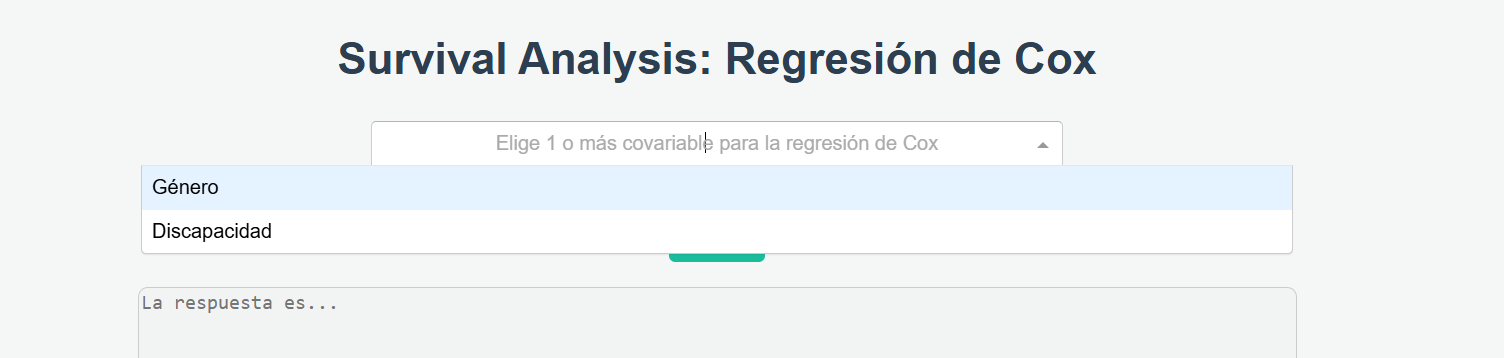 Survival Analysis: Regresión de Cox
Elige 1 o más covariable para la regresión de Cox
Género
Discapacidad
La respuesta es...